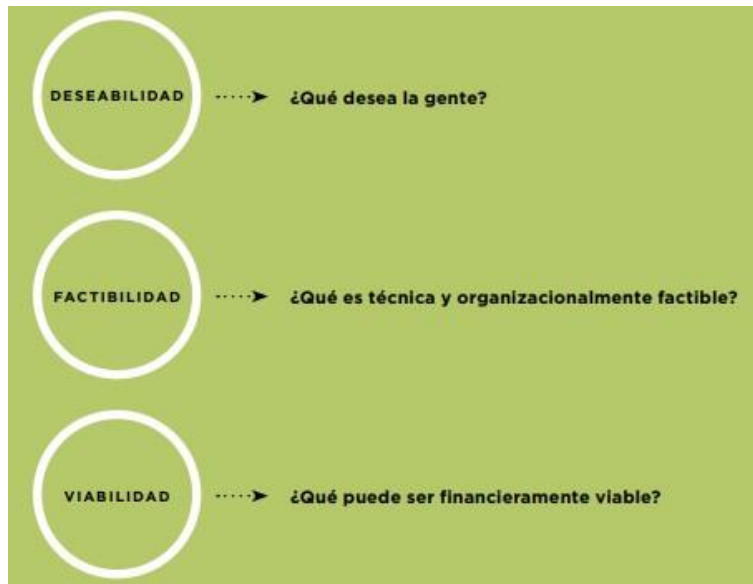 DESEABILIDAD ¿Qué desea la gente?
FACTIBILIDAD ¿Qué es técnica y organizacionalmente factible?
VIABILIDAD ¿Qué puede ser financieramente viable?